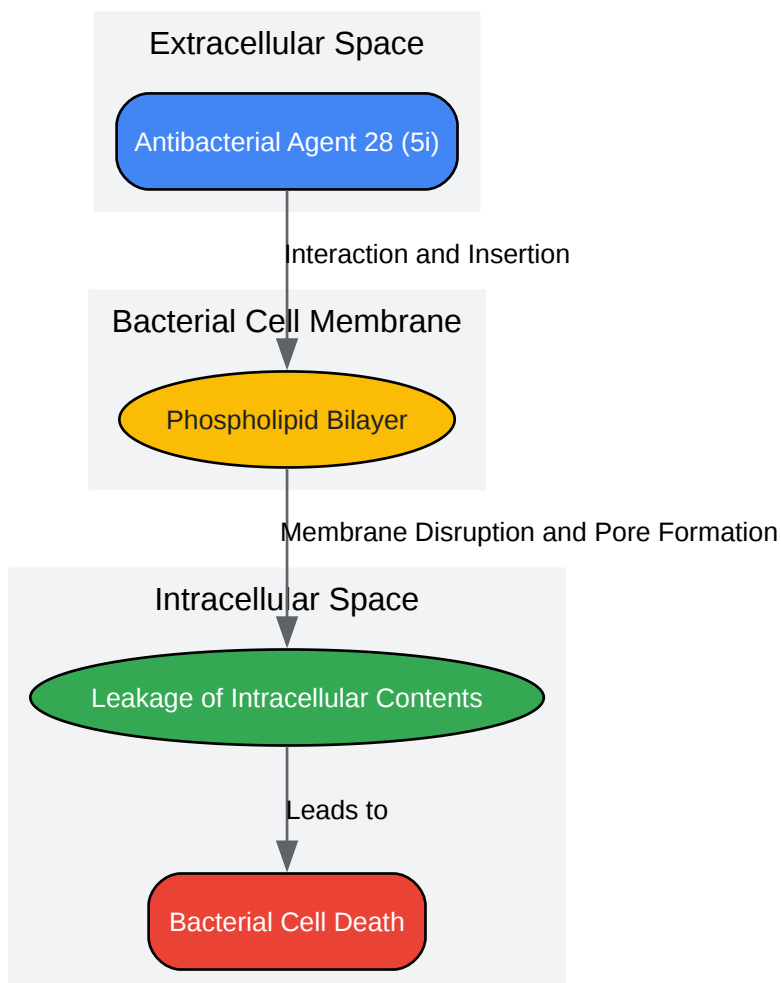 Extracellular Space
Antibacterial Agent 28 (5i)
Interaction and Insertion
Bacterial Cell Membrane
Phospholipid Bilayer
Membrane Disruption and Pore Formation
Intracellular Space
Leakage of Intracellular Contents
Leads to
Bacterial Cell Death